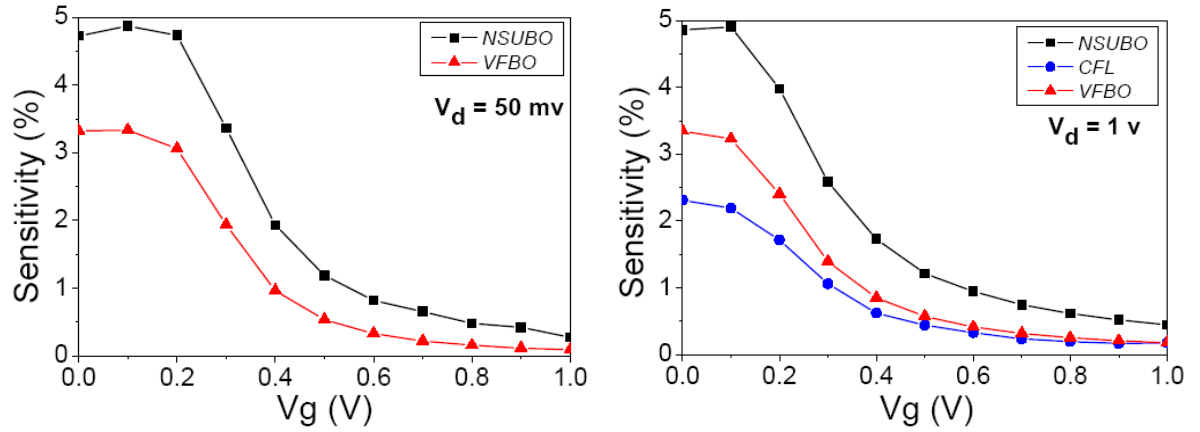 5
4
3
2
1
0
Sensitivity (%)
NSUBO
VFBO
Vd = 50 mv
0.0 0.2 0.4 0.6 0.8 1.0
Vg (V)
5
4
3
2
1
0
Sensitivity (%)
NSUBO
CFL
VFBO
Vd = 1 v
0.0 0.2 0.4 0.6 0.8 1.0
Vg (V)